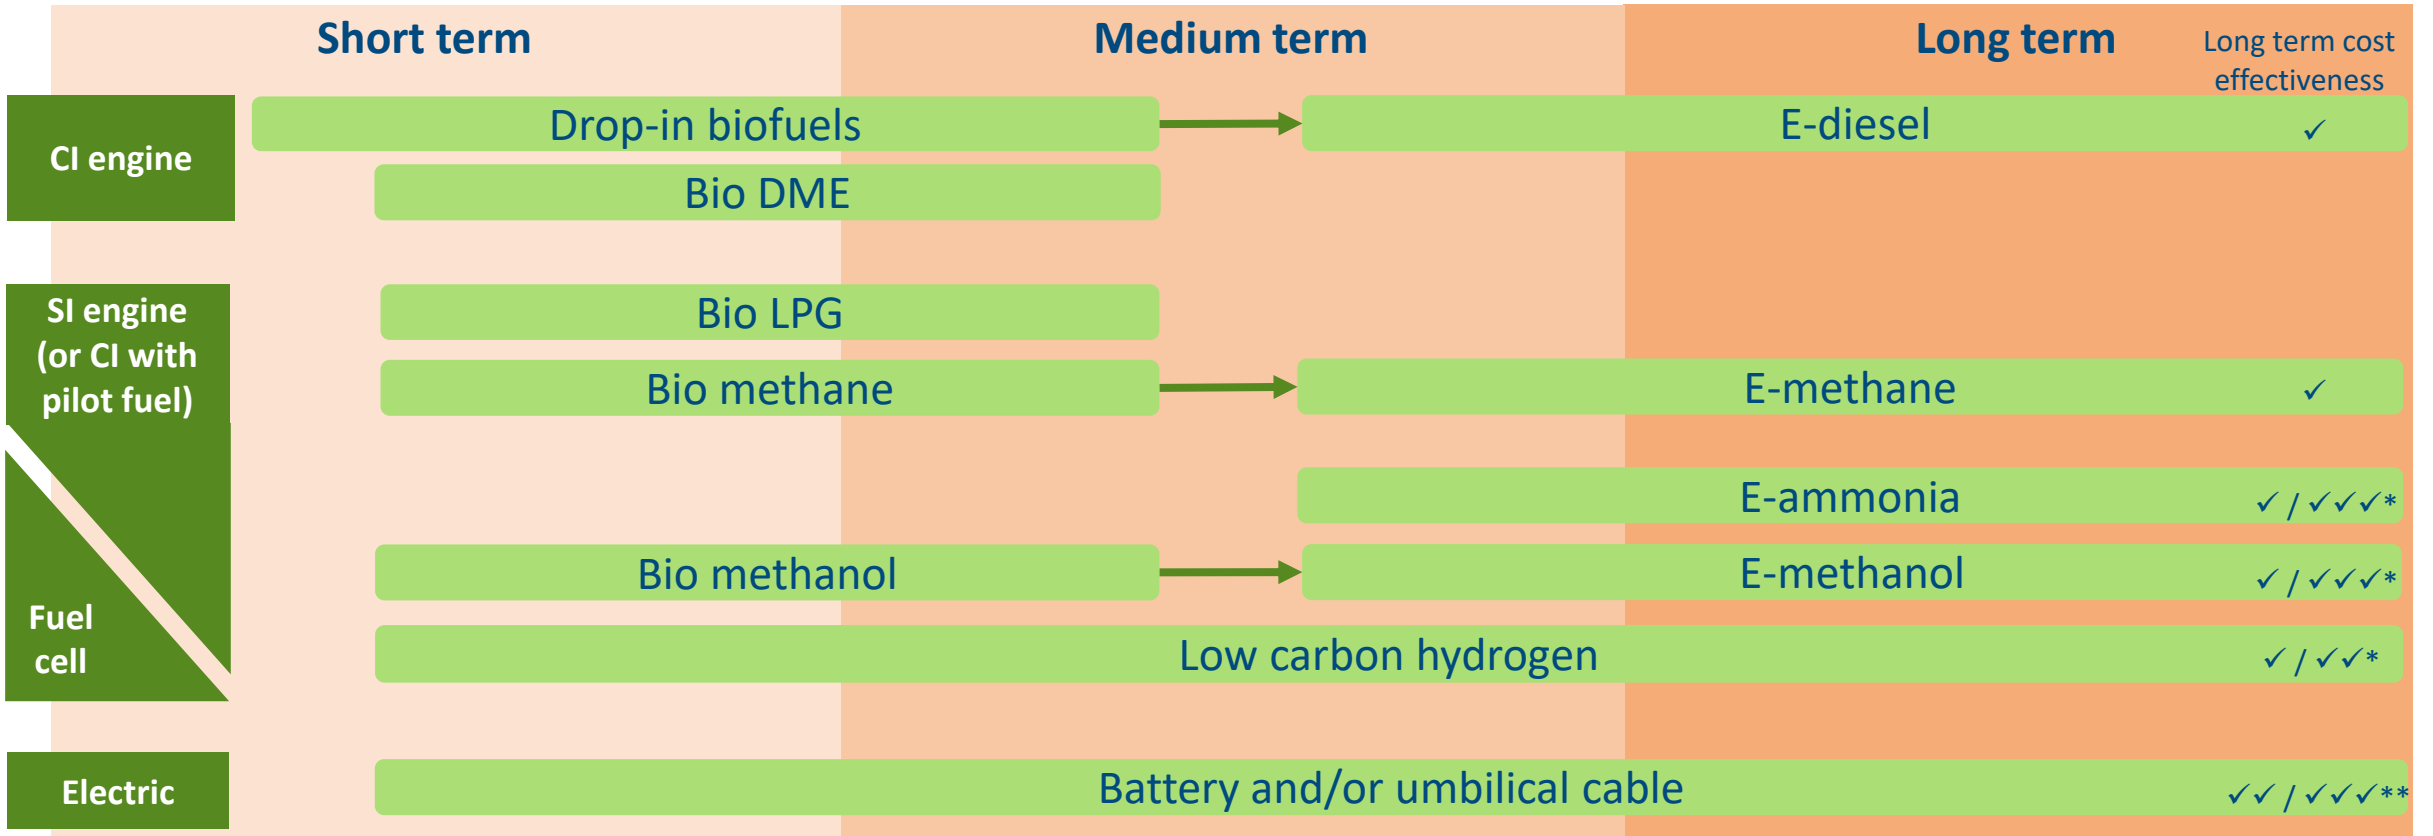 Short term
Medium term
Long term
Long term cost
effectiveness
CI engine
Drop-in biofuels
E-diesel
✓
Bio DME
SI engine
(or CI with
pilot fuel)
Bio LPG
Bio methane
E-methane
✓
E-ammonia
✓ / ✓✓✓*
Bio methanol
E-methanol
✓ / ✓✓✓*
Fuel
cell
Low carbon hydrogen
✓ / ✓✓*
Electric
Battery and/or umbilical cable
✓✓ / ✓✓✓**